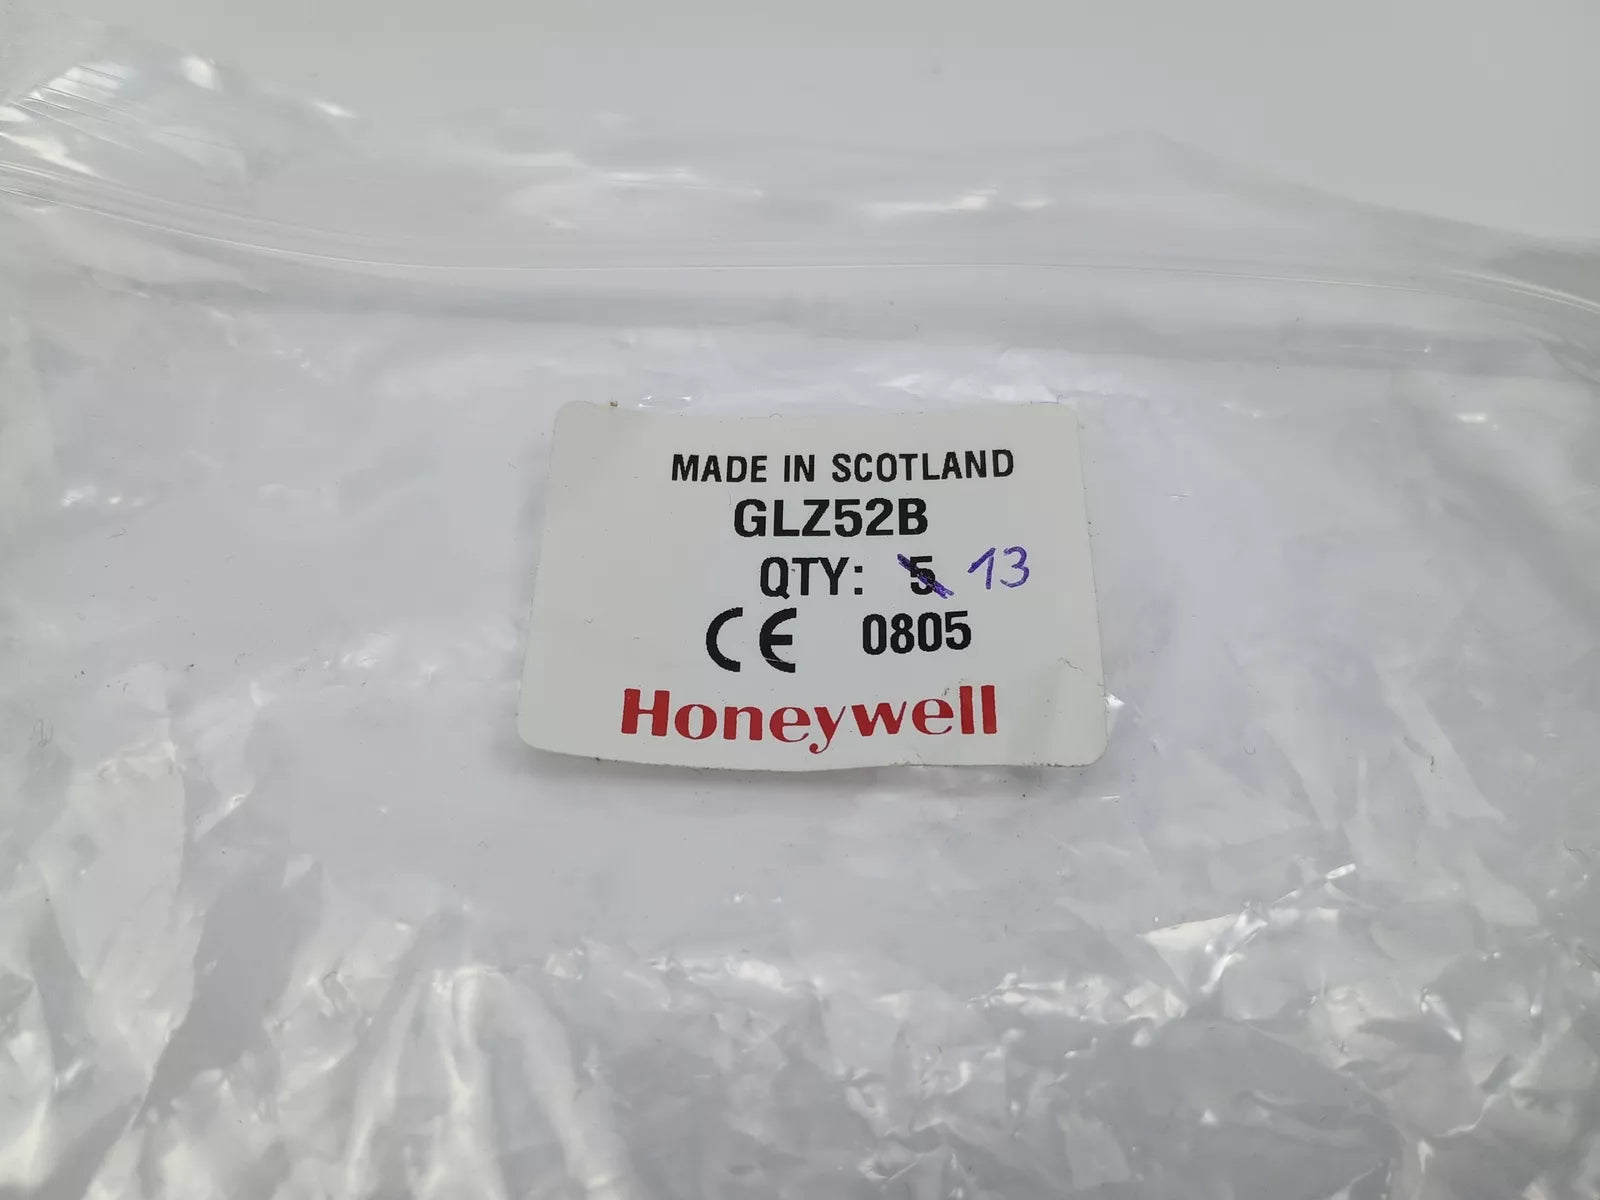 MADE IN SCOTLAND
GLZ52B
QTY: 5 13
CE 0805
Honeywell